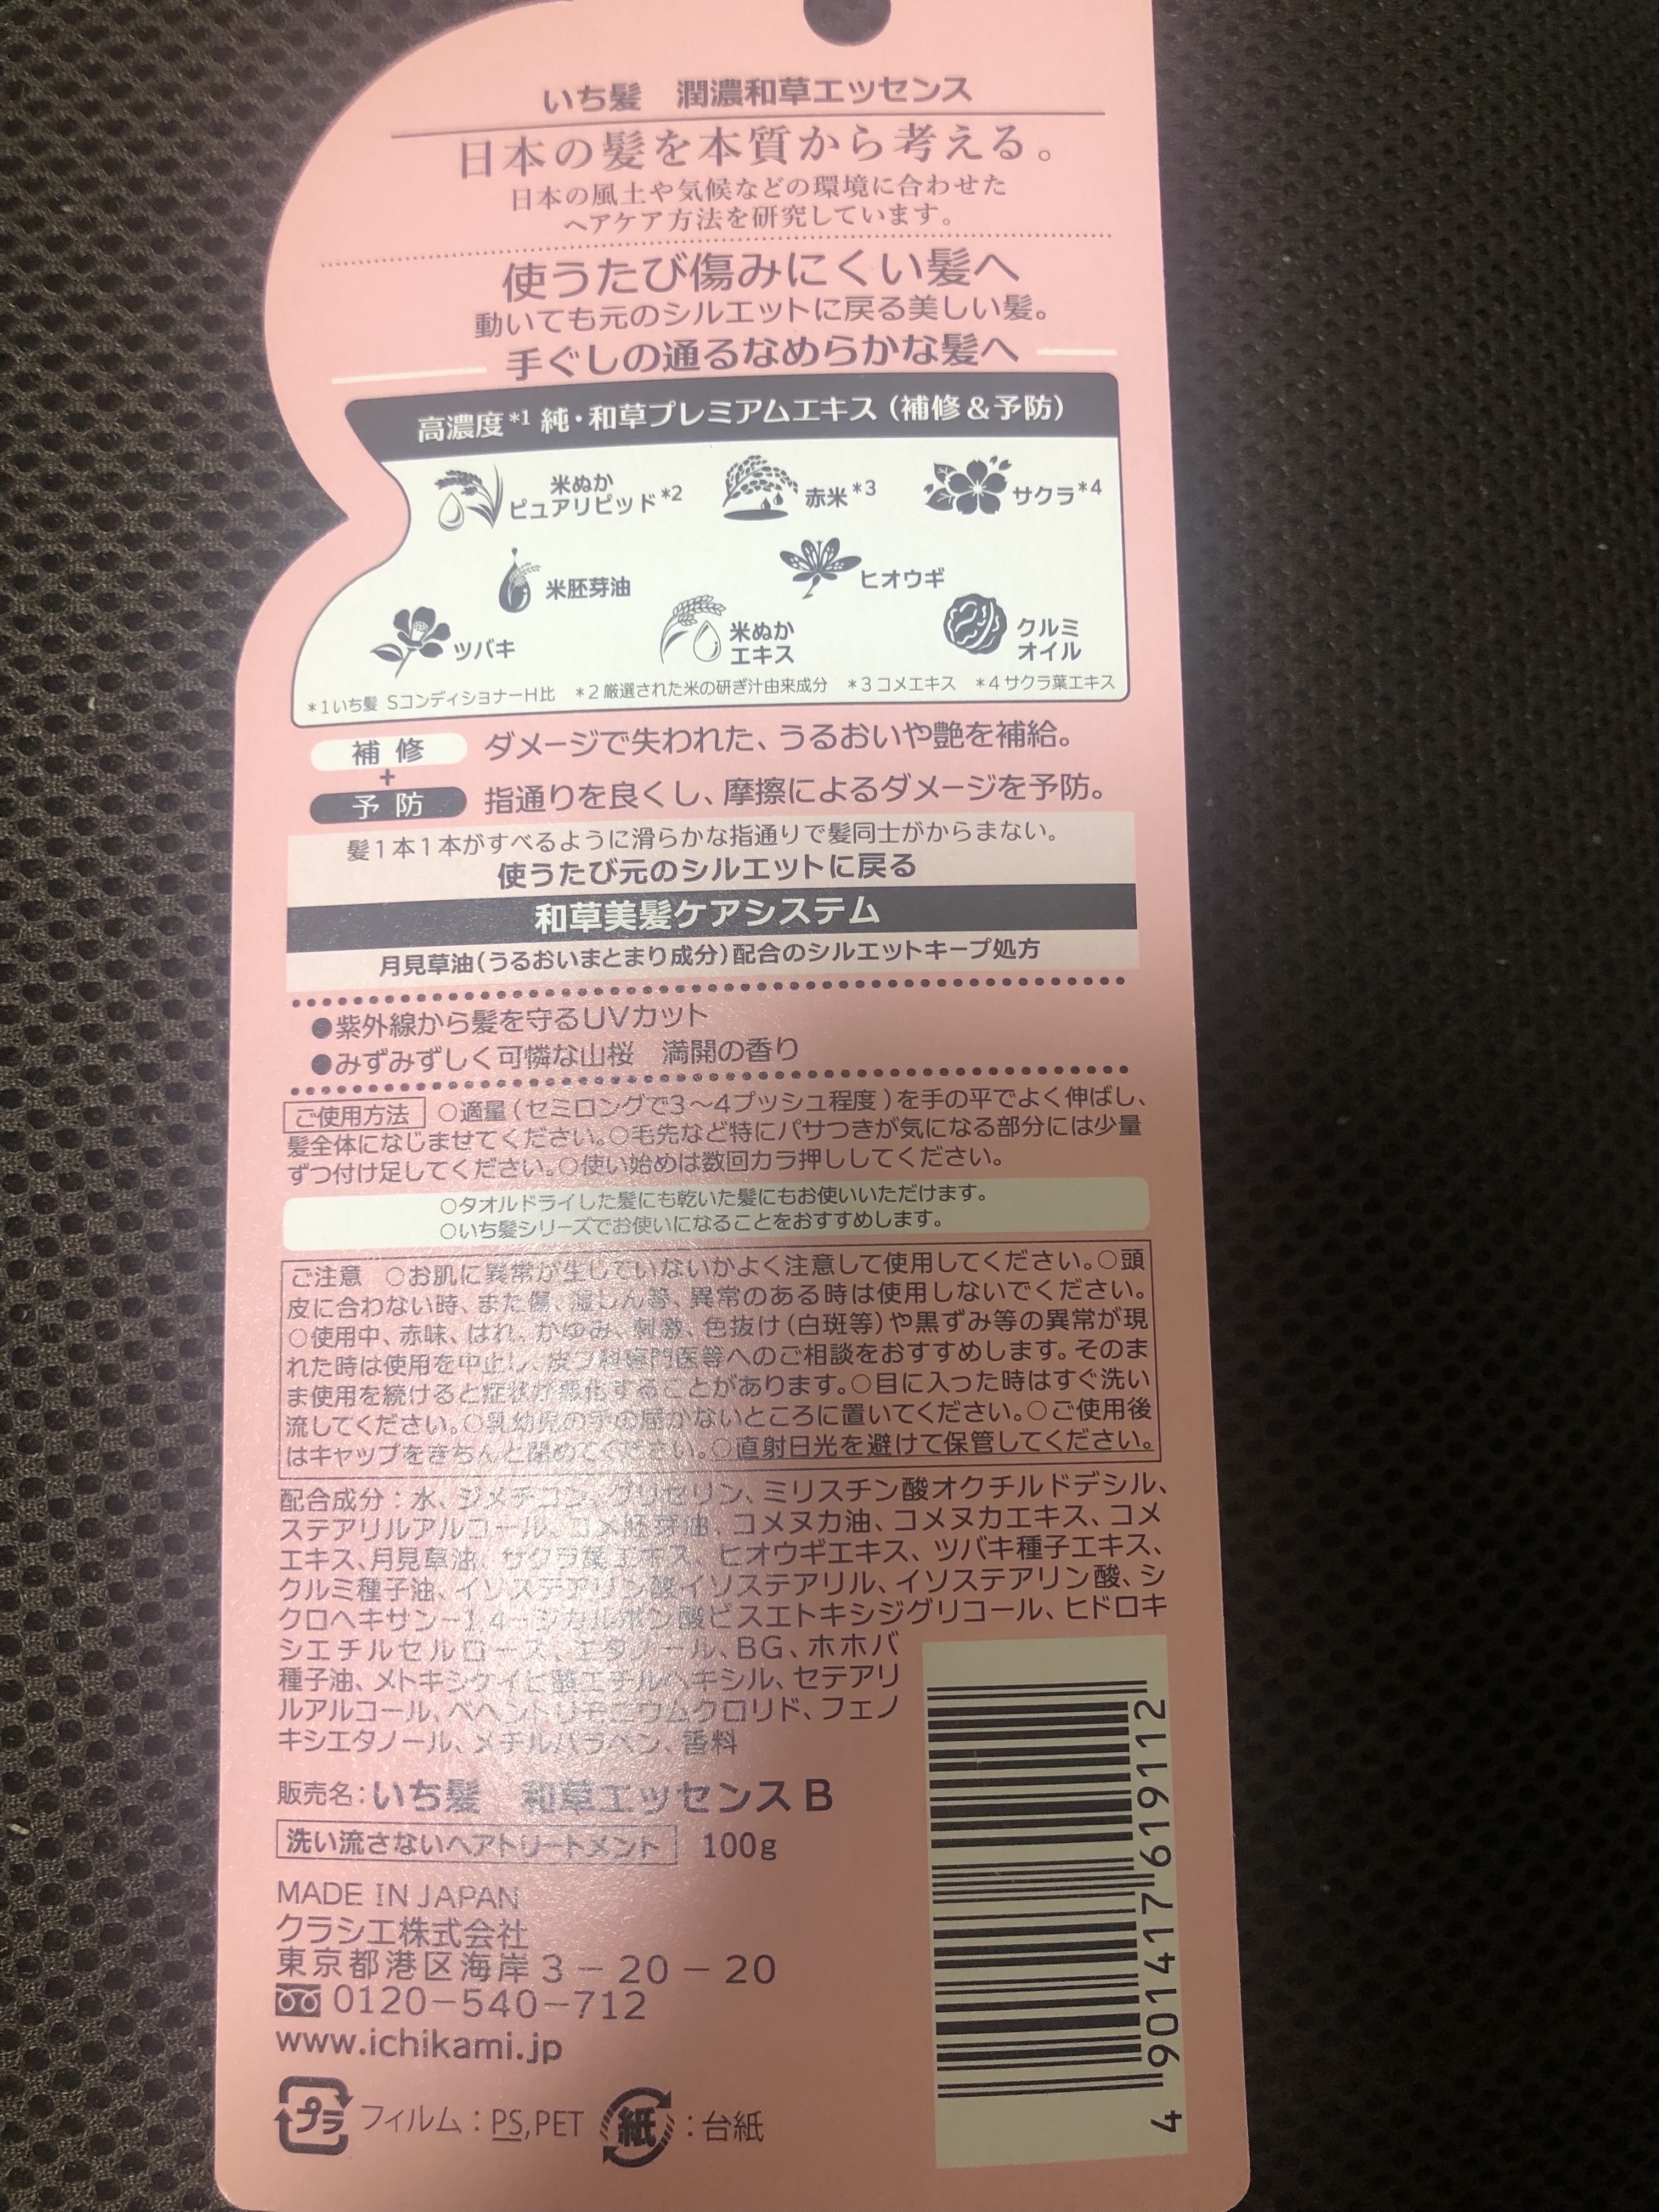 いち髪 潤濃和草エッセンス
日本の髪を本質から考える。
日本の風土や気候などの環境に合わせた
ヘアケア方法を研究しています。
使うたび傷みにくい髪へ
動いても元のシルエットに戻る美しい髪。
手ぐしの通るなめらかな髪へ
高濃度*1 純・和草プレミアムエキス（補修＆予防）
米ぬか
ピュアリピッド*2
赤米*3
サクラ*4
米胚芽油
ヒオウギ
ツバキ
米ぬか
エキス
クルミ
オイル
*1いち髪 SコンディショナーH比 *2厳選された米の研ぎ汁由来成分 *3コメエキス *4サクラ葉エキス
補修 ダメージで失われた、うるおいや艶を補給。
+
予防 指通りを良くし、摩擦によるダメージを予防。
髪1本1本がすべるように滑らかな指通りで髪同士がからまない。
使うたび元のシルエットに戻る
和草美髪ケアシステム
月見草油(うるおいまとまり成分)配合のシルエットキープ処方
●紫外線から髪を守るUVカット
●みずみずしく可憐な山桜 満開の香り
ご使用方法 ○適量(セミロングで3〜4プッシュ程度)を手の平でよく伸ばし、
髪全体になじませてください。○毛先など特にパサつきが気になる部分には少量
ずつ付け足してください。○使い始めは数回カラ押ししてください。
○タオルドライした髪にも乾いた髪にもお使いいただけます。
○いち髪シリーズでお使いになることをおすすめします。
ご注意 ○お肌に異常が生じていないかよく注意して使用してください。○頭
皮に合わない時、また傷、湿しん等、異常のある時は使用しないでください。
○使用中、赤味、はれ、かゆみ、刺激、色抜け(白斑等)や黒ずみ等の異常が現
れた時は使用を中止し、皮フ科専門医等へのご相談をおすすめします。そのま
ま使用を続けると症状が悪化することがあります。○目に入った時はすぐ洗い
流してください。○乳幼児の手の届かないところに置いてください。○ご使用後
はキャップをきちんと閉めてください。○直射日光を避けて保管してください。
配合成分：水、ジメチコン、グリセリン、ミリスチン酸オクチルドデシル、
ステアリルアルコール、コメ胚芽油、コメヌカ油、コメヌカエキス、コメ
エキス、月見草油、サクラ葉エキス、ヒオウギエキス、ツバキ種子エキス、
クルミ種子油、イソステアリン酸イソステアリル、イソステアリン酸、シ
クロヘキサン-1,4-ジカルボン酸ビスエトキシジグリコール、ヒドロキ
シエチルセルロース、エタノール、BG、ホホバ
種子油、メトキシケイヒ酸エチルヘキシル、セテアリ
ルアルコール、ベヘントリモニウムクロリド、フェノ
キシエタノール、メチルパラベン、香料
販売名：いち髪 和草エッセンスB
洗い流さないヘアトリートメント 100g
MADE IN JAPAN
クラシエ株式会社
東京都港区海岸3-20-20
0120-540-712
www.ichikami.jp
プラ フィルム：PS,PET 紙：台紙
4 901417 619112